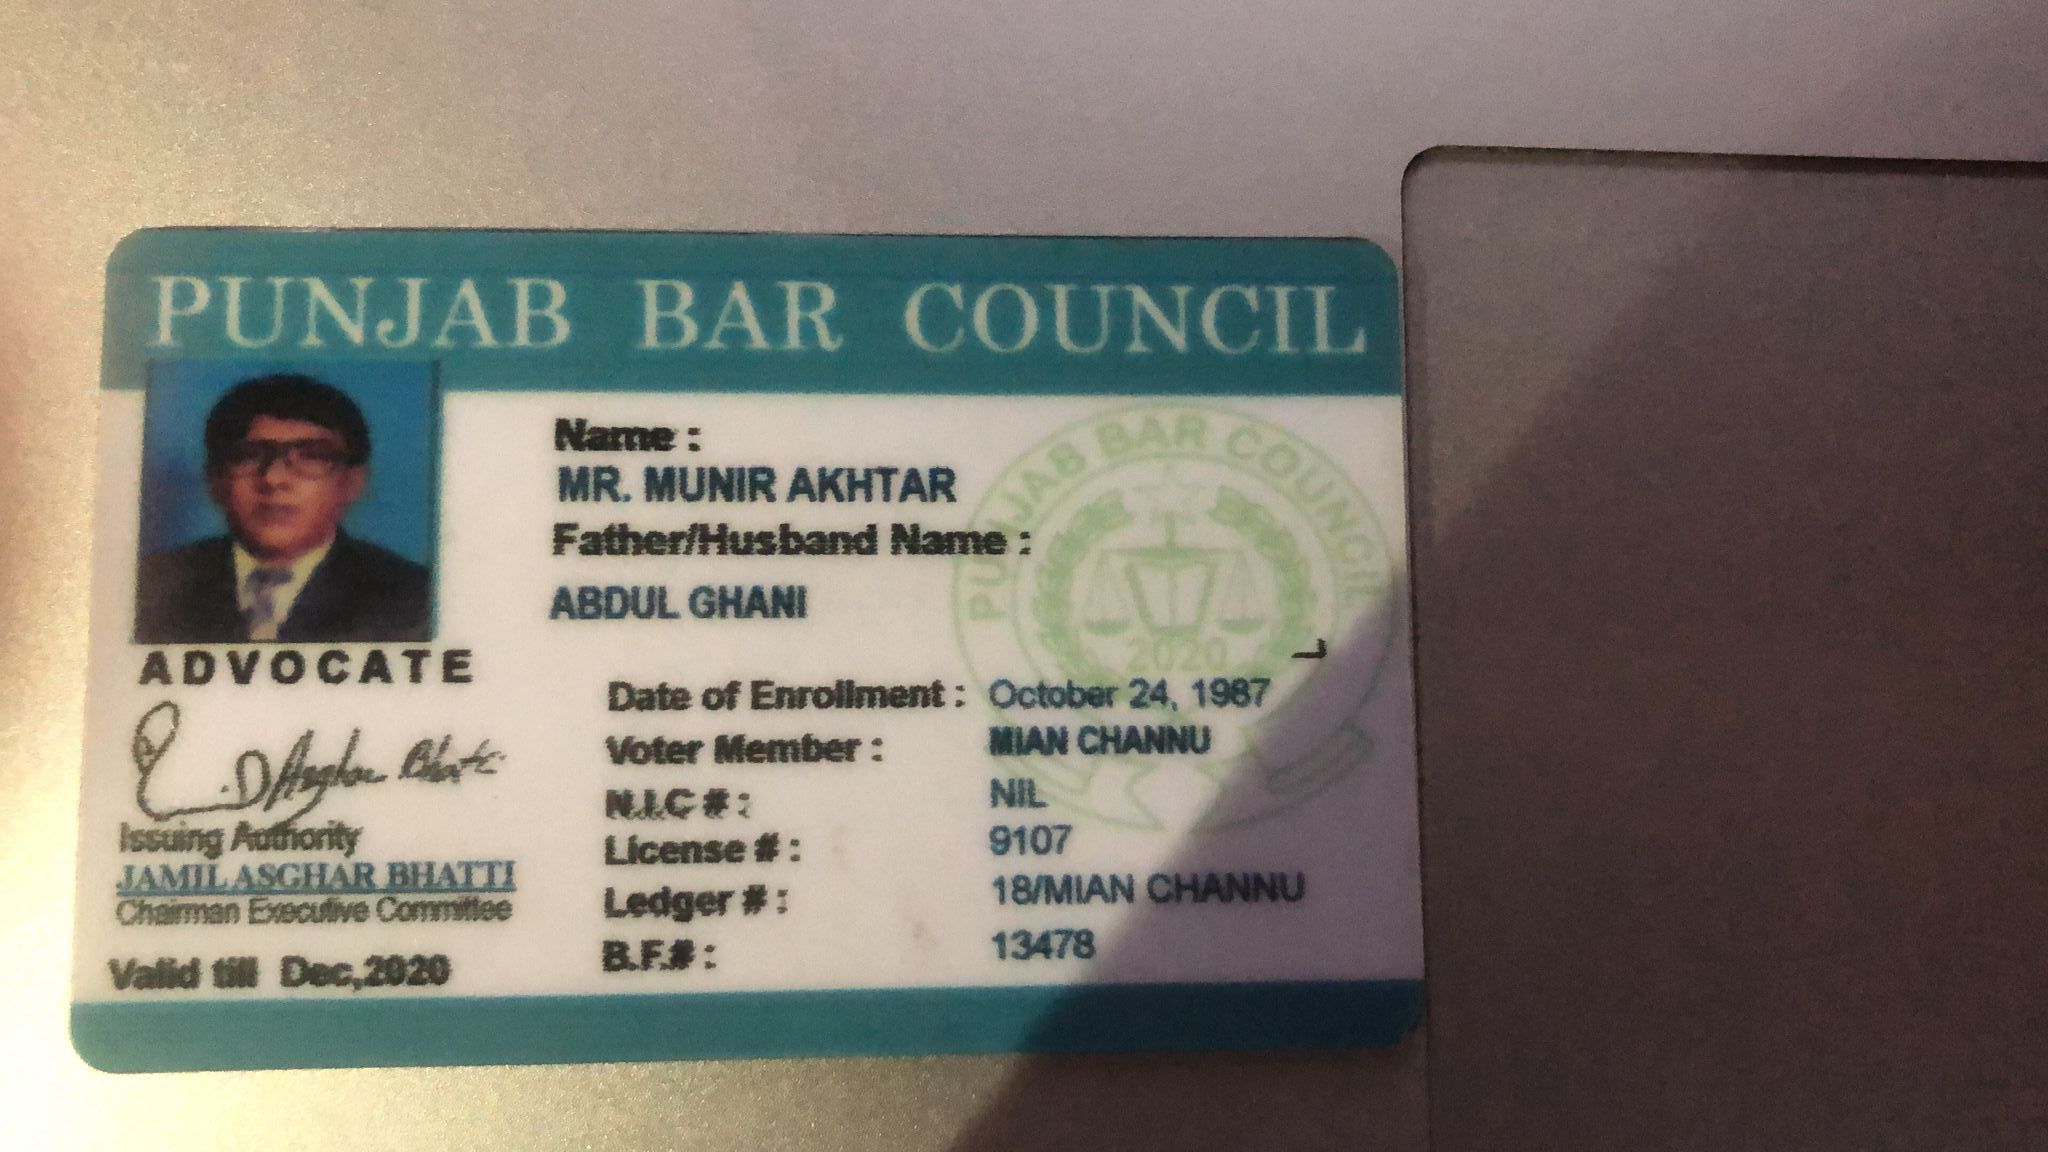 PUNJAB BAR COUNCIL
Name :
MR. MUNIR AKHTAR
Father/Husband Name :
ABDUL GHANI
PUNJAB BAR COUNCIL
2020
ADVOCATE
Asghar Bhatti
Issuing Authority
JAMIL ASGHAR BHATTI
Chairman Executive Committee
Valid till Dec,2020
Date of Enrollment : October 24, 1987
Voter Member : MIAN CHANNU
N.I.C # : NIL
License # : 9107
Ledger # : 18/MIAN CHANNU
B.F.# : 13478